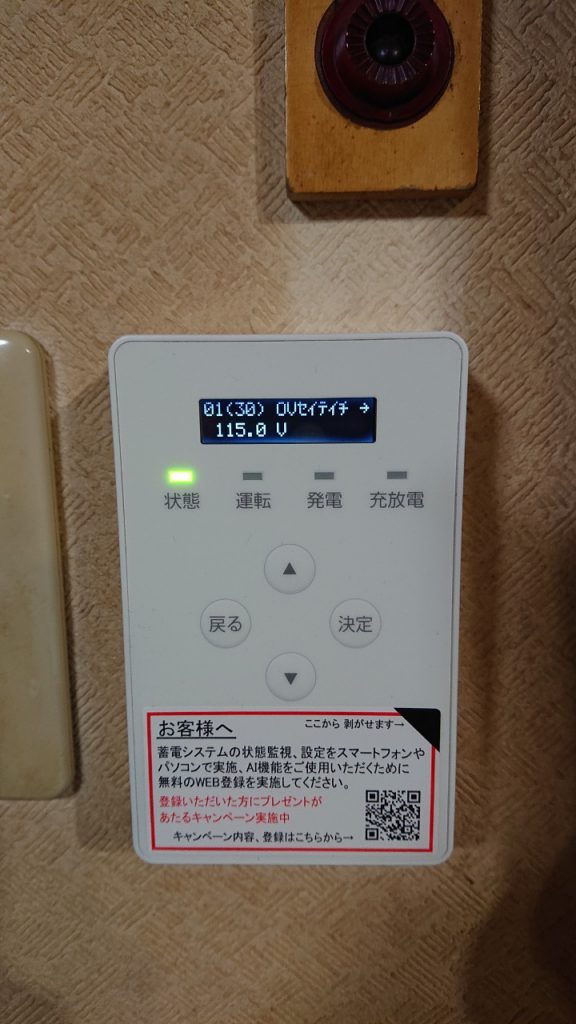 01(30) OVセイテイチ →
115.0 V
状態 運転 発電 充放電
▲
戻る 決定
▼
お客様へ ここから 剥がせます→
蓄電システムの状態監視、設定をスマートフォンや
パソコンで実施、AI機能をご使用いただくために
無料のWEB登録を実施してください。
登録いただいた方にプレゼントが
あたるキャンペーン実施中
キャンペーン内容、登録はこちらから→